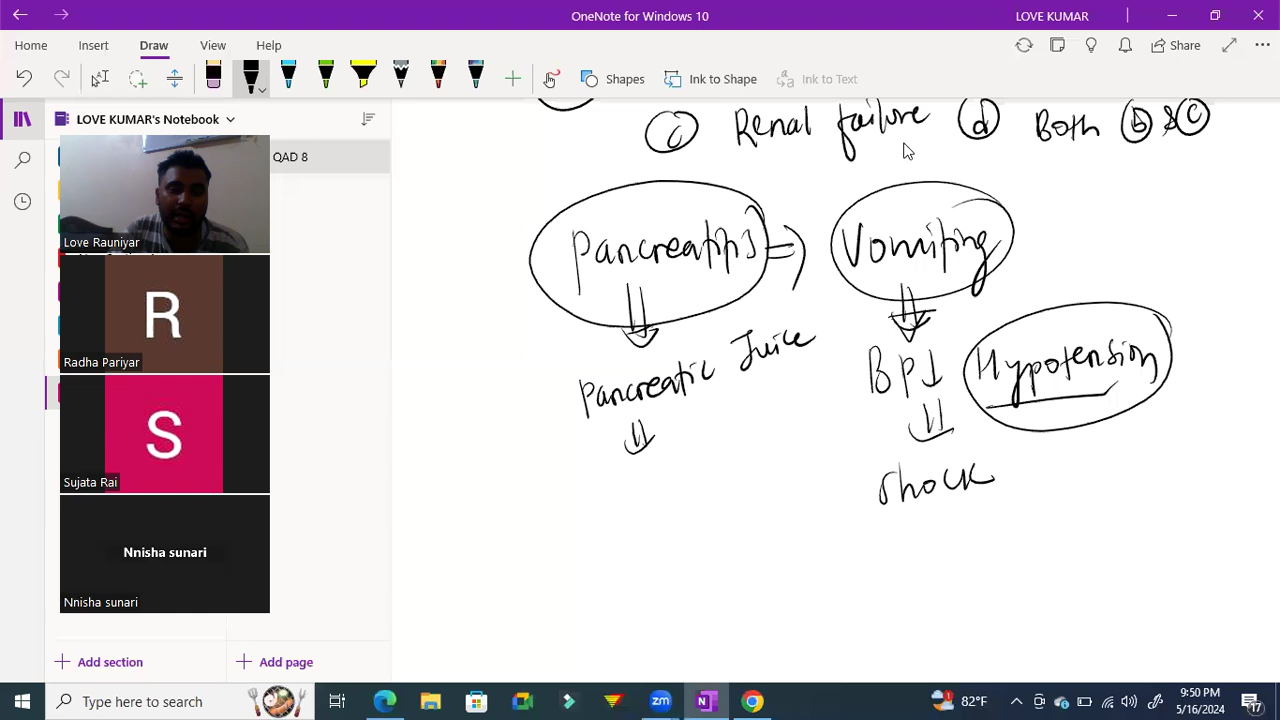 OneNote for Windows 10
LOVE KUMAR
Home Insert Draw View Help
Share
Shapes
Ink to Shape
Ink to Text
LOVE KUMAR's Notebook
QAD 8
Love Rauniyar
R
Radha Pariyar
S
Sujata Rai
Nnisha sunari
Nnisha sunari
Add section
Add page
c Renal failure d Both b & c
Pancreatitis => Vomiting
Pancreatic Juice
BP↓ Hypotension
shock
Type here to search
zm
N
82°F
9:50 PM
5/16/2024
17